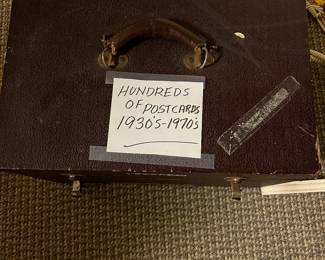 HUNDREDS
OF POSTCARDS
1930's-1970's